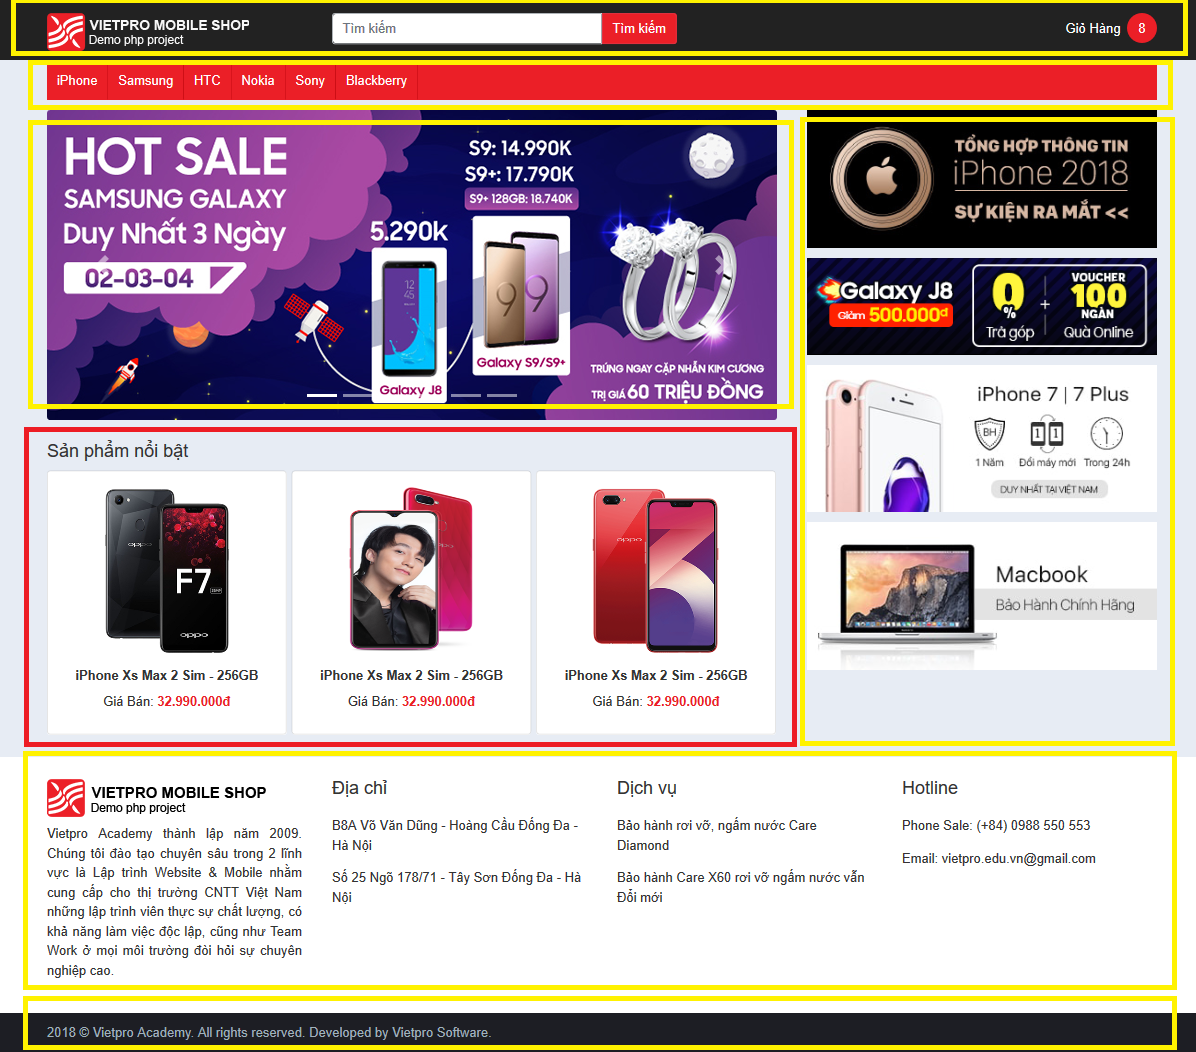 VIETPRO MOBILE SHOP
Demo php project
Tìm kiếm
Tìm kiếm
Giỏ Hàng 8
iPhone
Samsung
HTC
Nokia
Sony
Blackberry
HOT SALE
SAMSUNG GALAXY
Duy Nhất 3 Ngày
02-03-04
S9: 14.990K
S9+: 17.790K
S9+ 128GB: 18.740K
5.290k
Galaxy J8
Galaxy S9/S9+
TRÚNG NGAY CẶP NHẪN KIM CƯƠNG
TRỊ GIÁ 60 TRIỆU ĐỒNG
TỔNG HỢP THÔNG TIN
iPhone 2018
SỰ KIỆN RA MẮT <<
Galaxy J8
Giảm 500.000đ
0%
Trả góp
+
VOUCHER
100
NGÀN
Quà Online
iPhone 7 | 7 Plus
BH
1 1
1 Năm
Đổi máy mới
Trong 24h
DUY NHẤT TẠI VIỆT NAM
Macbook
Bảo Hành Chính Hãng
Sản phẩm nổi bật
F7
oppo
oppo
oppo
iPhone Xs Max 2 Sim - 256GB
Giá Bán: 32.990.000đ
iPhone Xs Max 2 Sim - 256GB
Giá Bán: 32.990.000đ
iPhone Xs Max 2 Sim - 256GB
Giá Bán: 32.990.000đ
VIETPRO MOBILE SHOP
Demo php project
Vietpro Academy thành lập năm 2009.
Chúng tôi đào tạo chuyên sâu trong 2 lĩnh
vực là Lập trình Website & Mobile nhằm
cung cấp cho thị trường CNTT Việt Nam
những lập trình viên thực sự chất lượng, có
khả năng làm việc độc lập, cũng như Team
Work ở mọi môi trường đòi hỏi sự chuyên
nghiệp cao.
Địa chỉ
B8A Võ Văn Dũng - Hoàng Cầu Đống Đa -
Hà Nội
Số 25 Ngõ 178/71 - Tây Sơn Đống Đa - Hà
Nội
Dịch vụ
Bảo hành rơi vỡ, ngấm nước Care
Diamond
Bảo hành Care X60 rơi vỡ ngấm nước vẫn
Đổi mới
Hotline
Phone Sale: (+84) 0988 550 553
Email: vietpro.edu.vn@gmail.com
2018 © Vietpro Academy. All rights reserved. Developed by Vietpro Software.